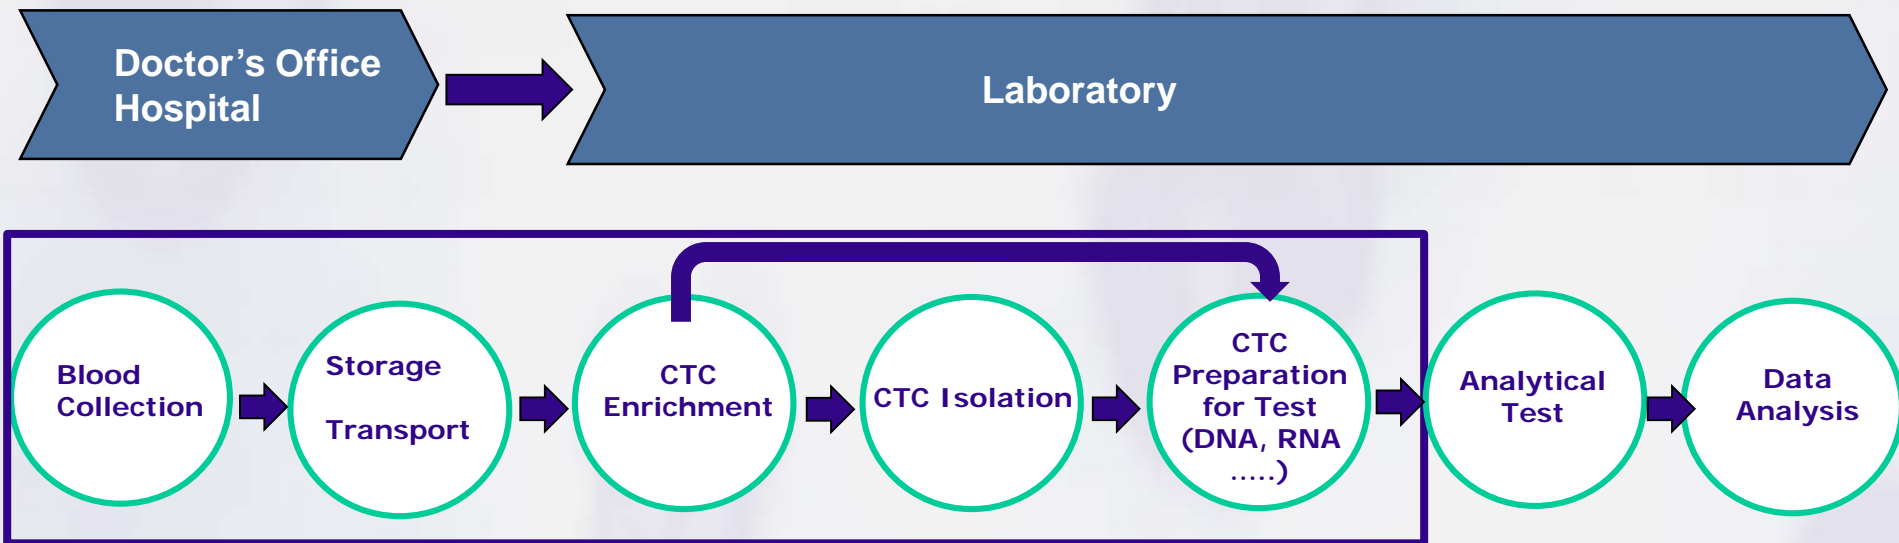 Doctor’s Office
Hospital
Laboratory
Blood
Collection
Storage
Transport
CTC
Enrichment
CTC Isolation
CTC
Preparation
for Test
(DNA, RNA
.....)
Analytical
Test
Data
Analysis